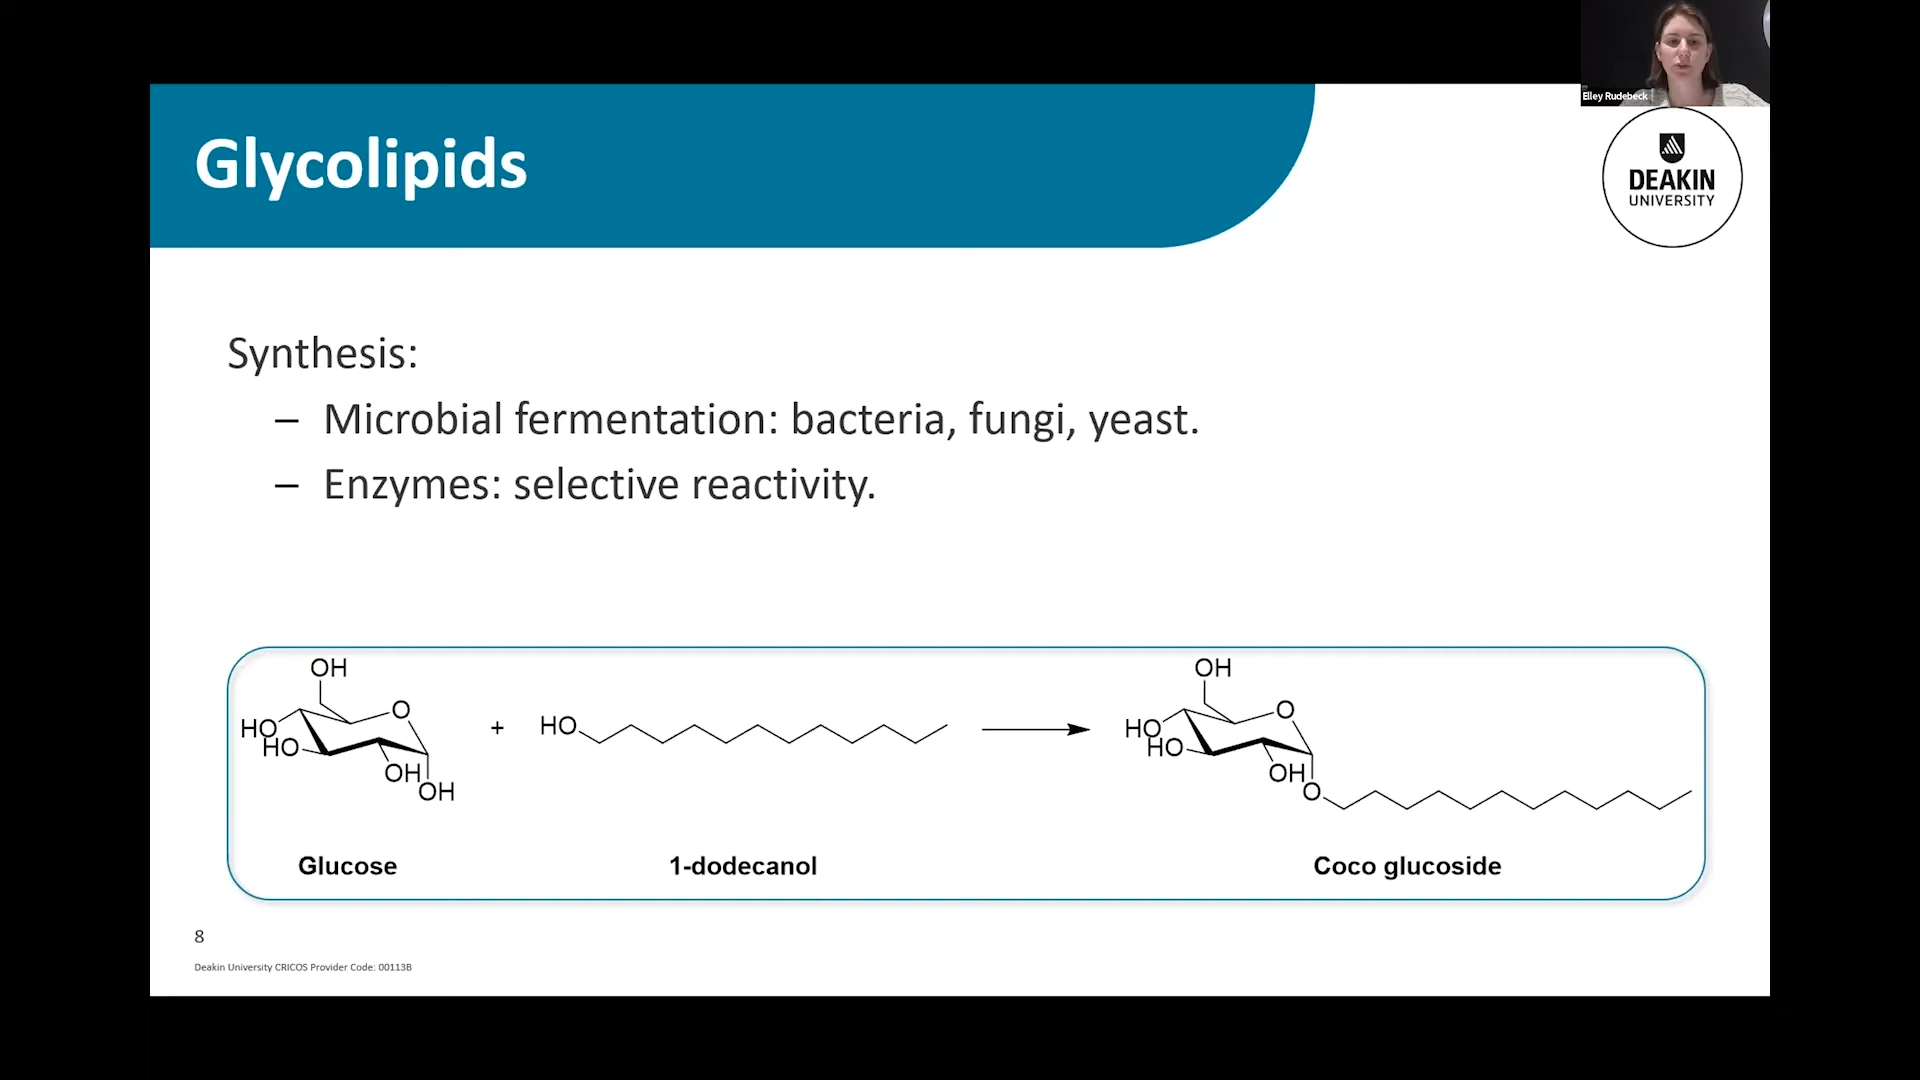 Elley Rudebeck
Glycolipids
DEAKIN
UNIVERSITY
Synthesis:
– Microbial fermentation: bacteria, fungi, yeast.
– Enzymes: selective reactivity.
OH
O
HO
HO
OH
OH
+
HO
OH
O
HO
HO
OH
O
Glucose
1-dodecanol
Coco glucoside
8
Deakin University CRICOS Provider Code: 00113B